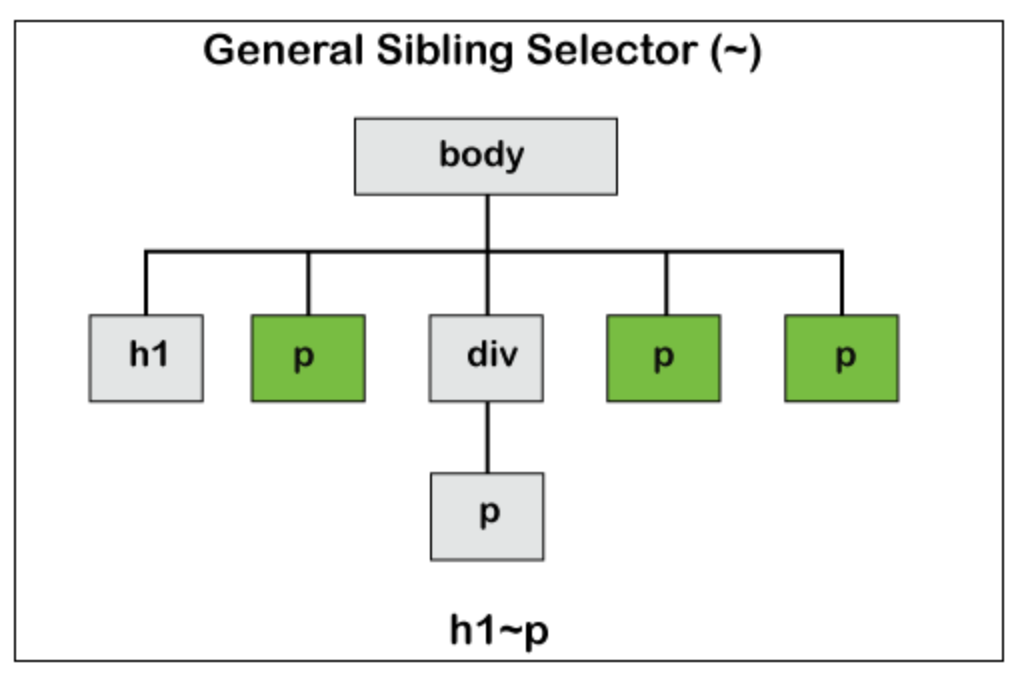 General Sibling Selector (~)
body
h1 p div p p
p
h1~p